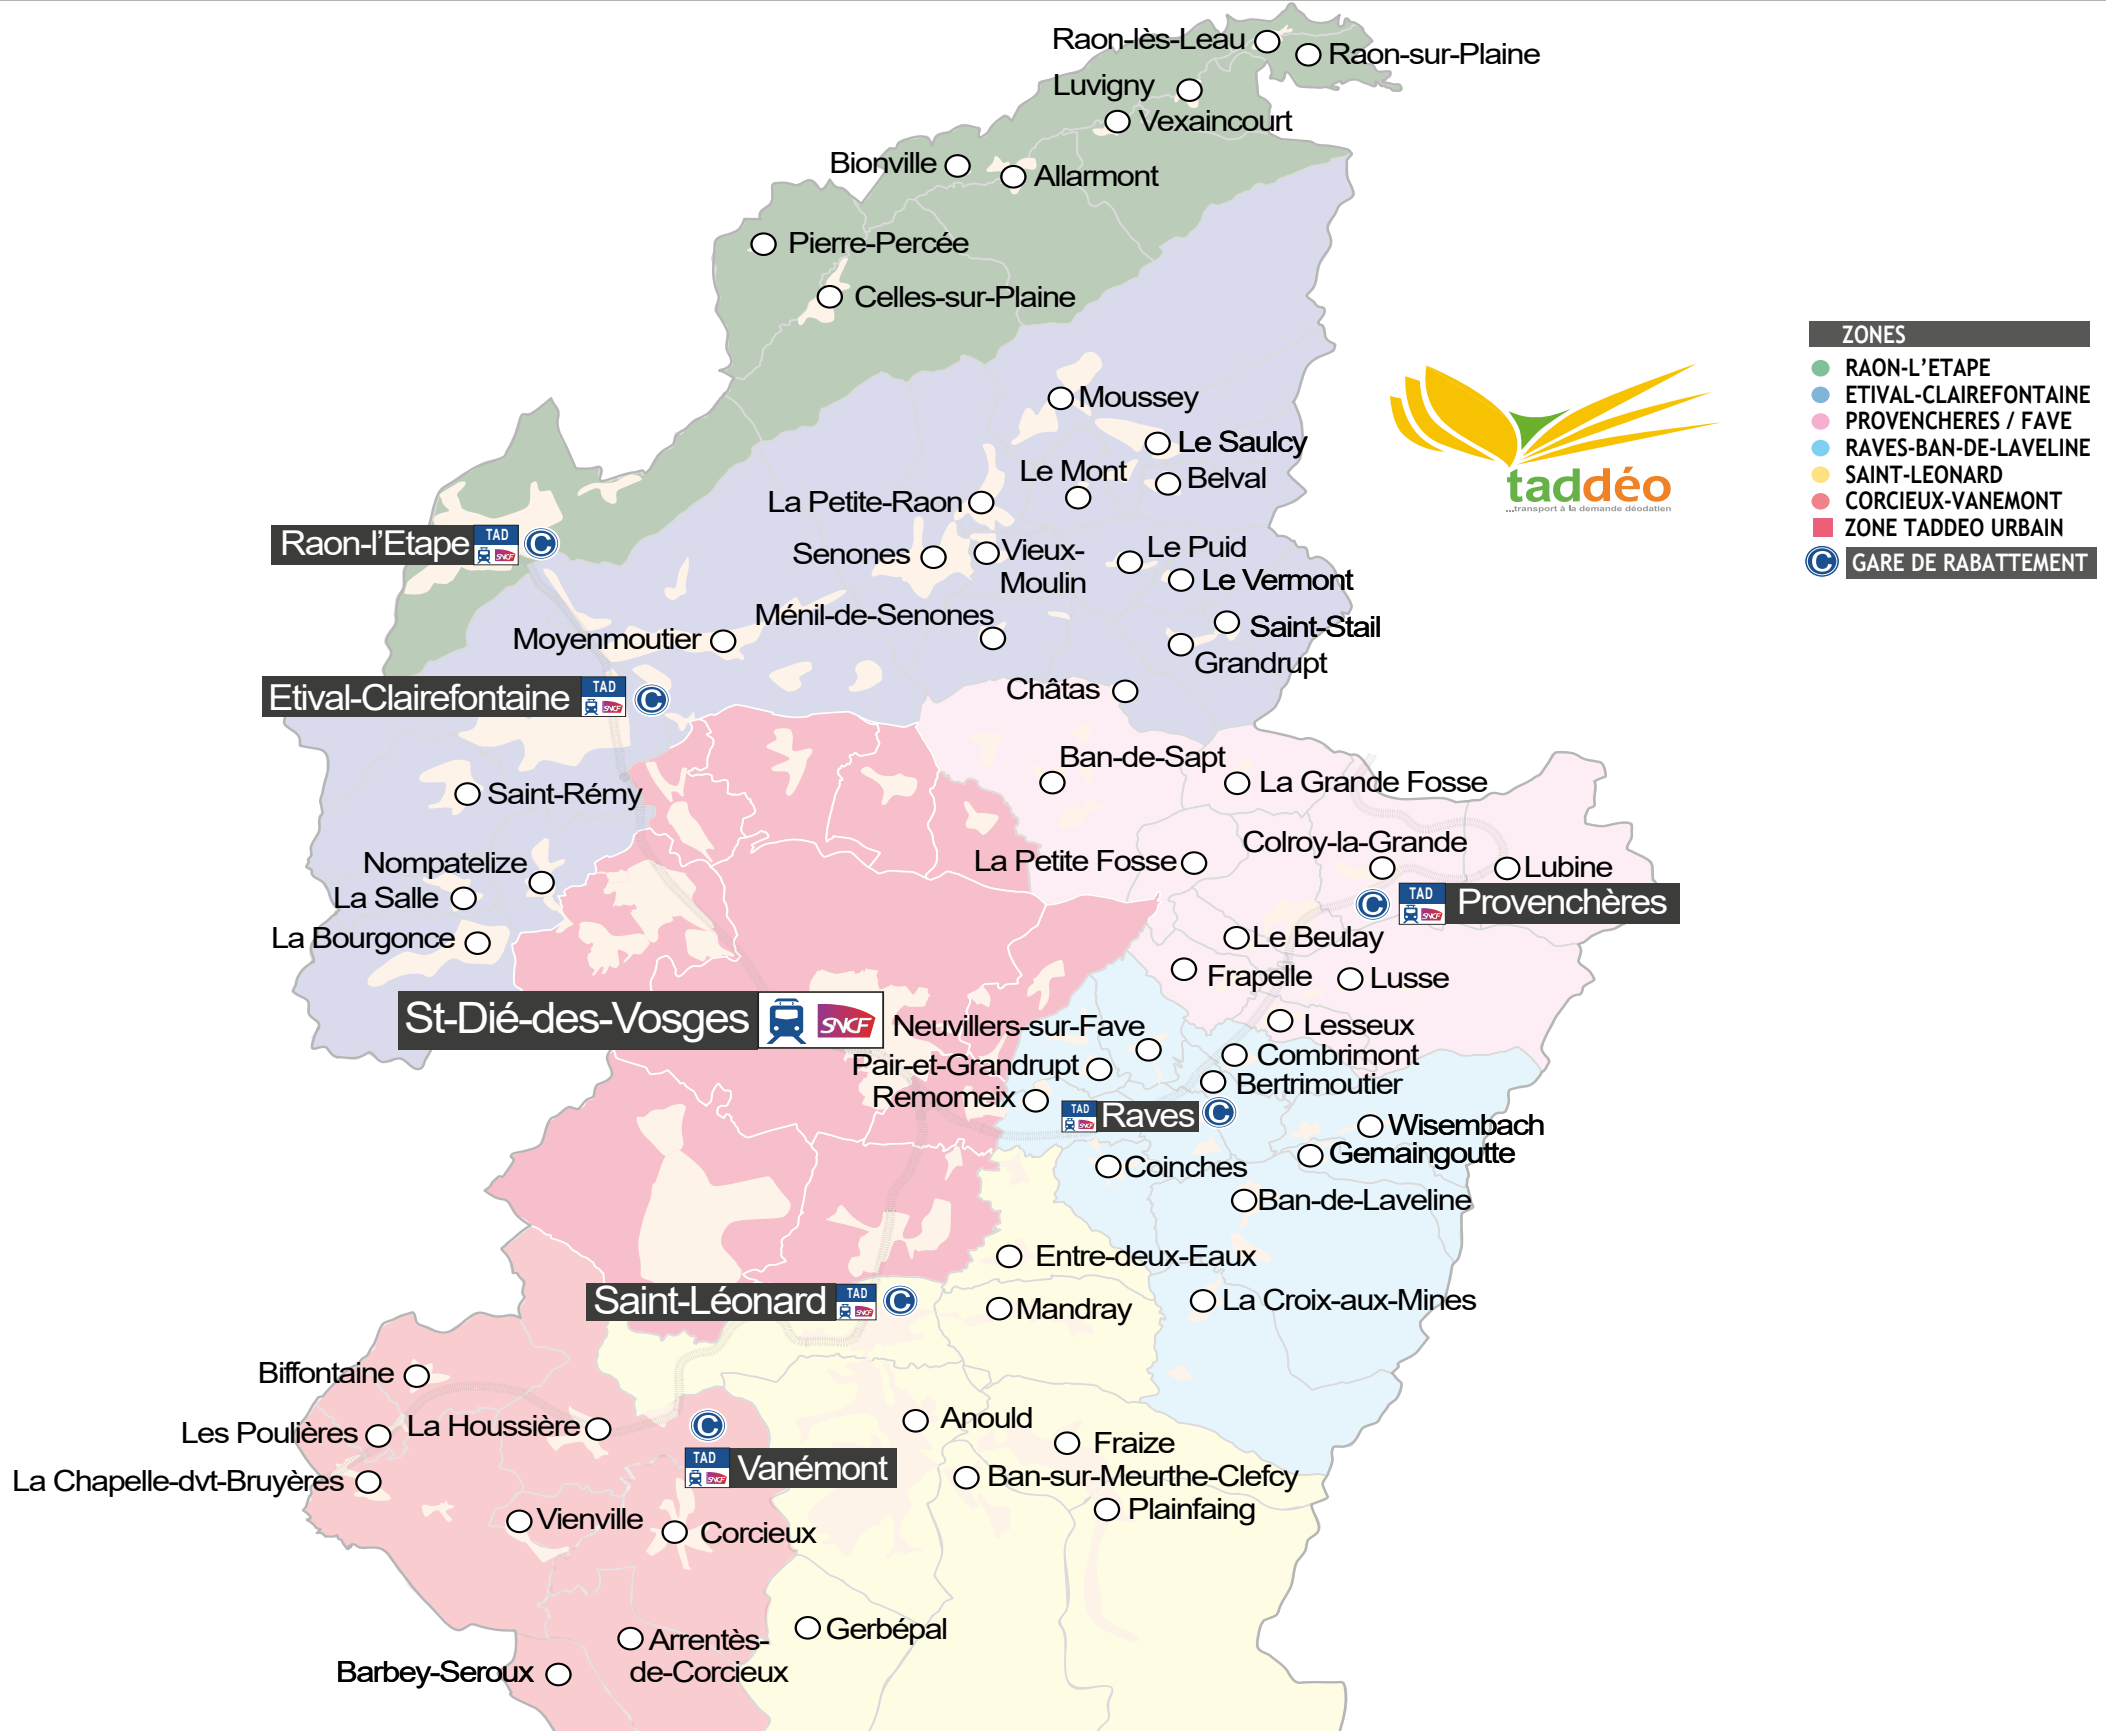 Raon-lès-Leau
Raon-sur-Plaine
Luvigny
Vexaincourt
Bionville
Allarmont
Pierre-Percée
Celles-sur-Plaine
ZONES
RAON-L'ETAPE
ETIVAL-CLAIREFONTAINE
PROVENCHERES / FAVE
RAVES-BAN-DE-LAVELINE
SAINT-LEONARD
CORCIEUX-VANEMONT
ZONE TADDEO URBAIN
C GARE DE RABATTEMENT
taddéo
...transport à la demande déodatien
Moussey
Le Saulcy
Le Mont
Belval
La Petite-Raon
Raon-l'Etape TAD SNCF C
Senones
Vieux-
Moulin
Le Puid
Le Vermont
Ménil-de-Senones
Moyenmoutier
Saint-Stail
Grandrupt
Etival-Clairefontaine TAD SNCF C
Châtas
Ban-de-Sapt
La Grande Fosse
Saint-Rémy
Colroy-la-Grande
Nompatelize
La Petite Fosse
Lubine
La Salle
C TAD SNCF Provenchères
La Bourgonce
Le Beulay
Frapelle
Lusse
St-Dié-des-Vosges SNCF
Neuvillers-sur-Fave
Lesseux
Pair-et-Grandrupt
Combrimont
Bertrimoutier
Remomeix
TAD SNCF Raves C
Wisembach
Gemaingoutte
Coinches
Ban-de-Laveline
Entre-deux-Eaux
Saint-Léonard TAD SNCF C
Mandray
La Croix-aux-Mines
Biffontaine
Les Poulières
La Houssière
C
Anould
Fraize
La Chapelle-dvt-Bruyères
TAD SNCF Vanémont
Ban-sur-Meurthe-Clefcy
Plainfaing
Vienville
Corcieux
Gerbépal
Arrentès-
de-Corcieux
Barbey-Seroux